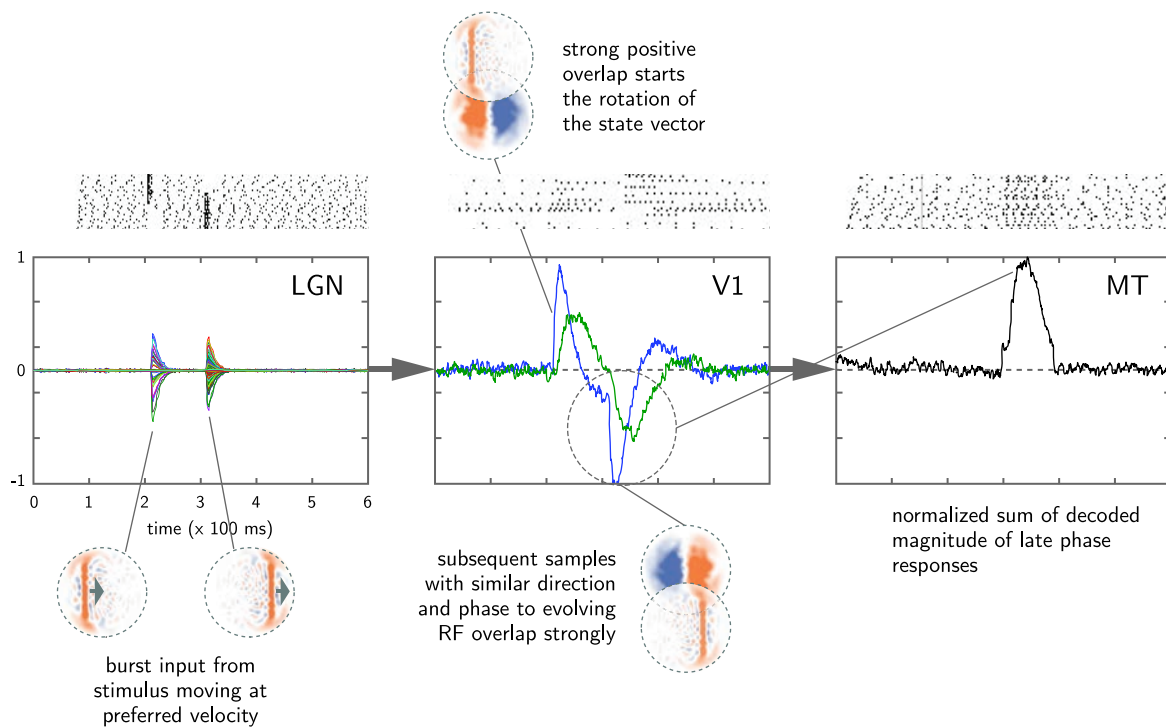 strong positive
overlap starts
the rotation of
the state vector
LGN
V1
MT
1
0
-1
0 1 2 3 4 5 6
time (x 100 ms)
burst input from
stimulus moving at
preferred velocity
subsequent samples
with similar direction
and phase to evolving
RF overlap strongly
normalized sum of decoded
magnitude of late phase
responses